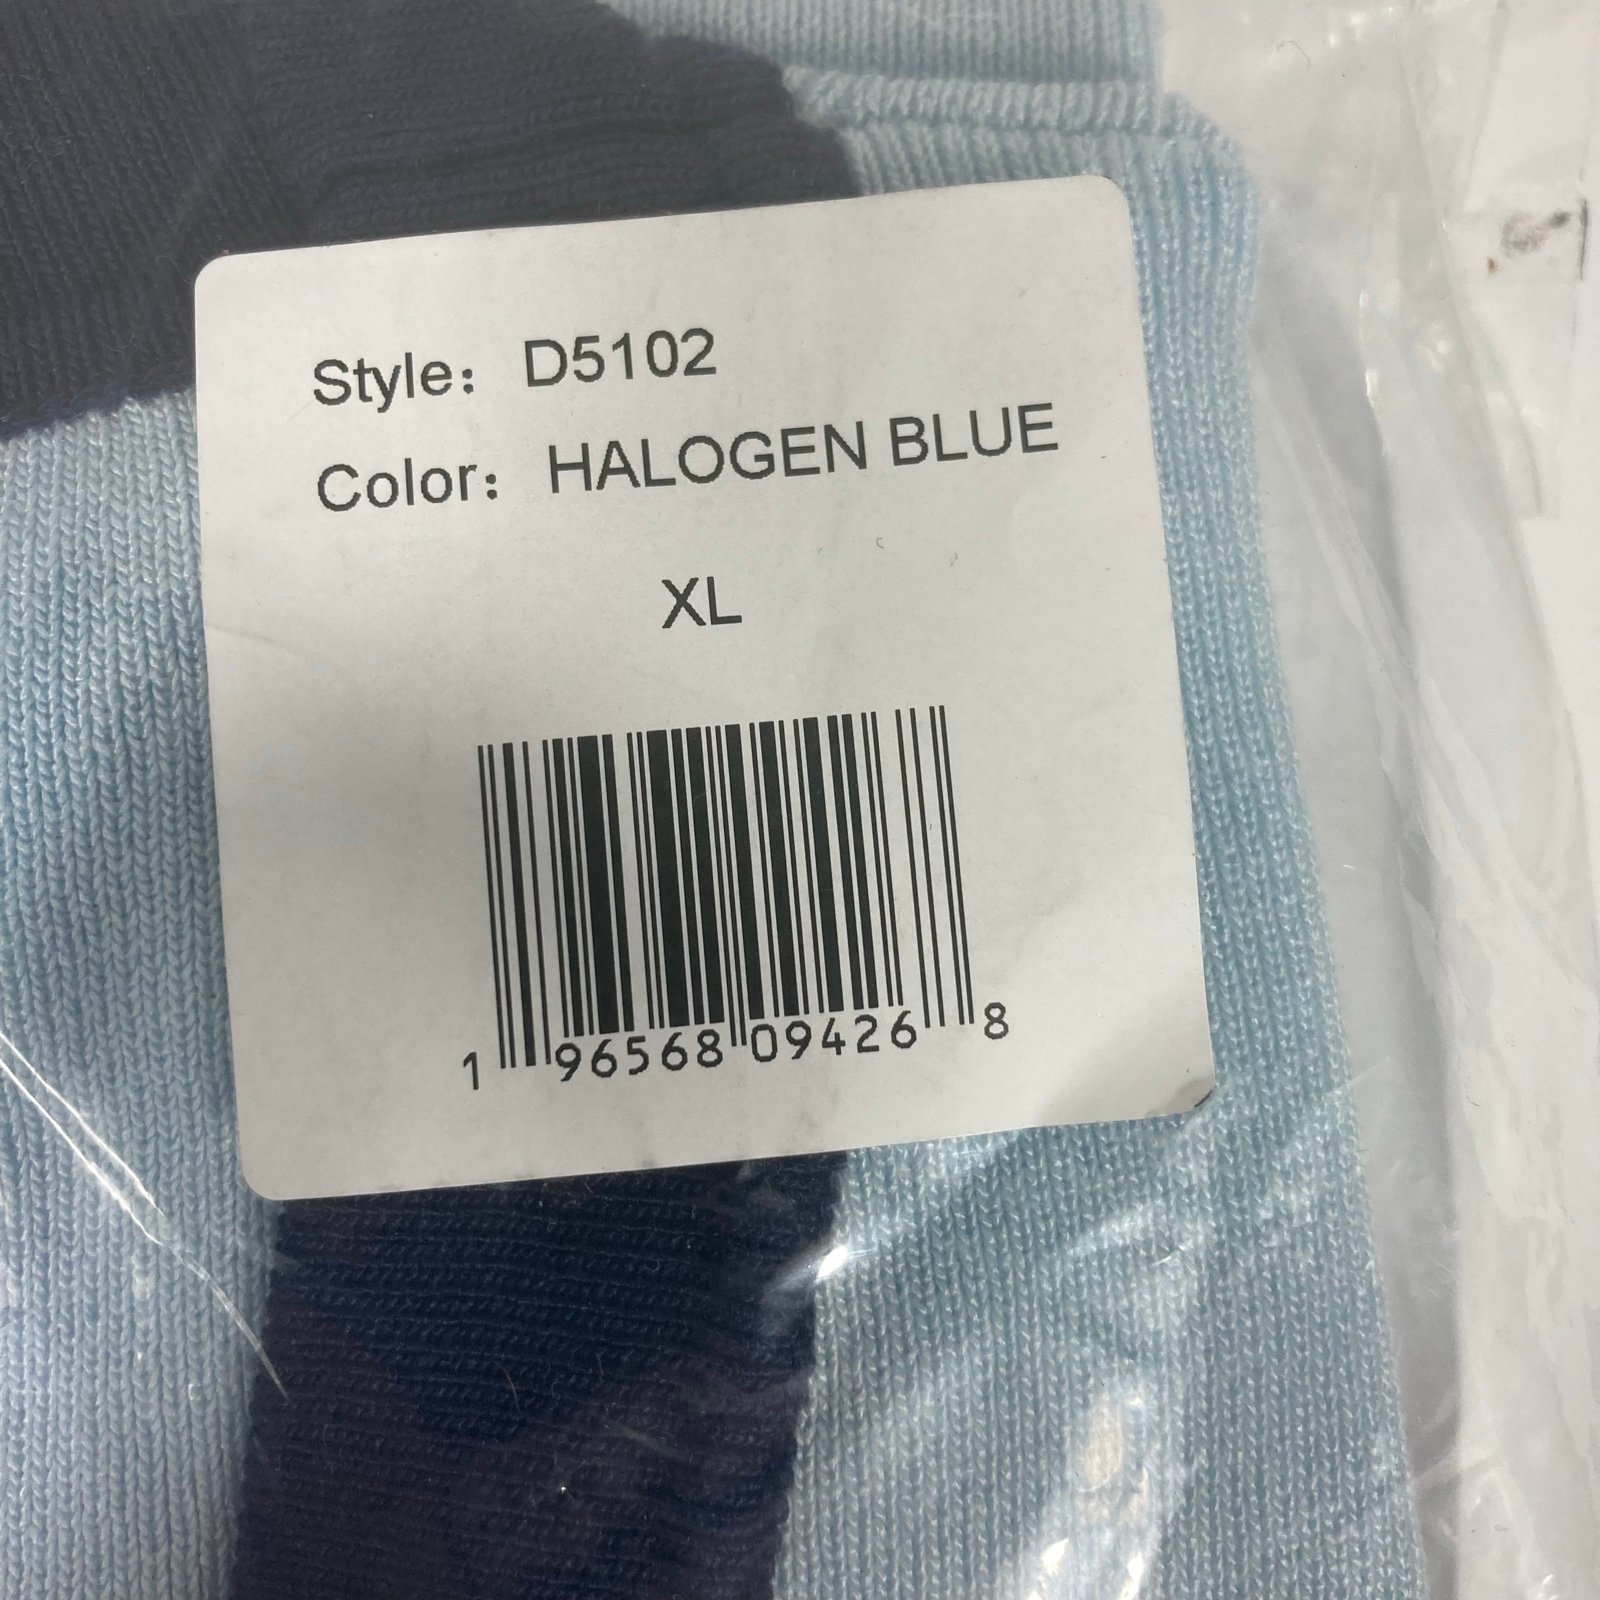 Style: D5102
Color: HALOGEN BLUE
XL
1 96568 09426 8